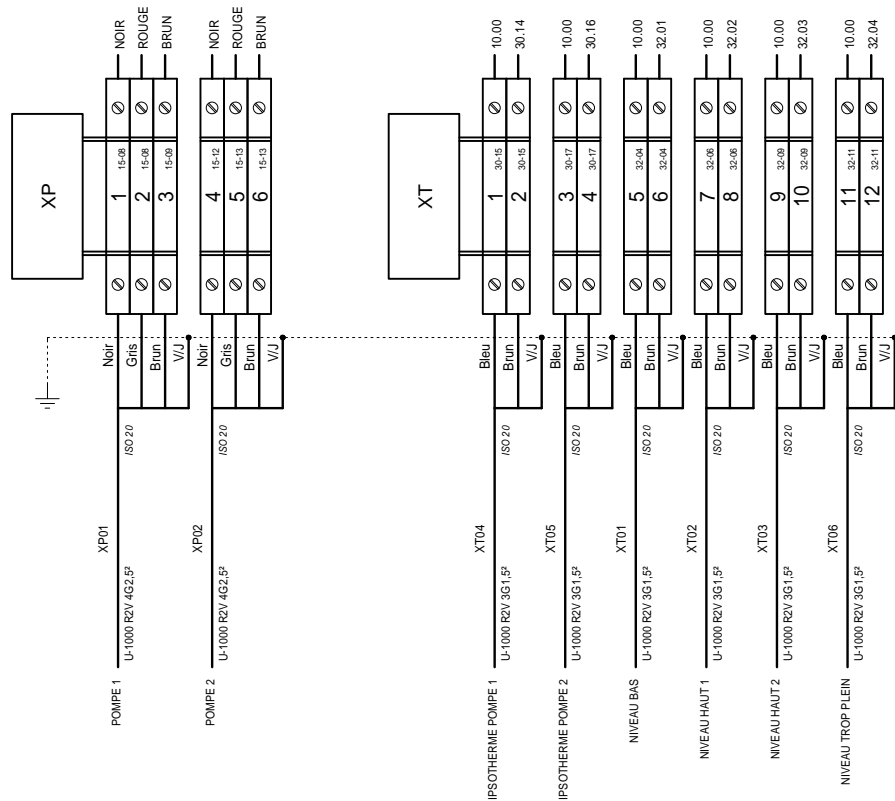 XP
NOIR
ROUGE
BRUN
NOIR
ROUGE
BRUN
1 15-08
2 15-08
3 15-09
4 15-12
5 15-13
6 15-13
Noir
Gris
Brun
V/J
Noir
Gris
Brun
V/J
ISO 20
ISO 20
XP01
XP02
U-1000 R2V 4G2,5²
U-1000 R2V 4G2,5²
POMPE 1
POMPE 2
XT
10.00
30.14
10.00
30.16
10.00
32.01
10.00
32.02
10.00
32.03
10.00
32.04
1 30-15
2 30-15
3 30-17
4 30-17
5 32-04
6 32-04
7 32-06
8 32-06
9 32-09
10 32-09
11 32-11
12 32-11
Bleu
Brun
V/J
Bleu
Brun
V/J
Bleu
Brun
V/J
Bleu
Brun
V/J
Bleu
Brun
V/J
Bleu
Brun
V/J
ISO 20
ISO 20
ISO 20
ISO 20
ISO 20
ISO 20
XT04
XT05
XT01
XT02
XT03
XT06
U-1000 R2V 3G1,5²
U-1000 R2V 3G1,5²
U-1000 R2V 3G1,5²
U-1000 R2V 3G1,5²
U-1000 R2V 3G1,5²
U-1000 R2V 3G1,5²
IPSOTHERME POMPE 1
IPSOTHERME POMPE 2
NIVEAU BAS
NIVEAU HAUT 1
NIVEAU HAUT 2
NIVEAU TROP PLEIN